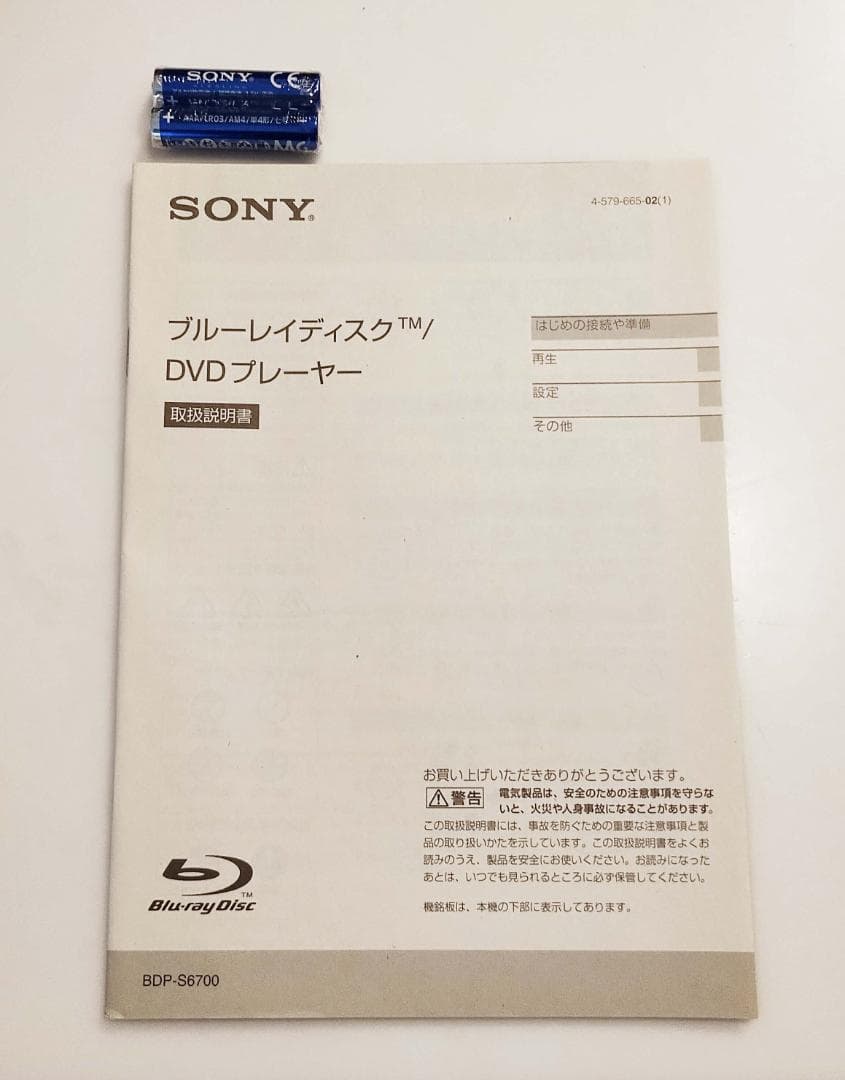 SONY CE
AAA/LR03/AM4/単4形/七号
SONY®
4-579-665-02(1)
ブルーレイディスク™/
DVDプレーヤー
取扱説明書
はじめの接続や準備
再生
設定
その他
お買い上げいただきありがとうございます。
警告 電気製品は、安全のための注意事項を守らな
いと、火災や人身事故になることがあります。
この取扱説明書には、事故を防ぐための重要な注意事項と製
品の取り扱いかたを示しています。この取扱説明書をよくお
読みのうえ、製品を安全にお使いください。お読みになった
あとは、いつでも見られるところに必ず保管してください。
機銘板は、本機の下部に表示してあります。
Blu-ray Disc™
BDP-S6700